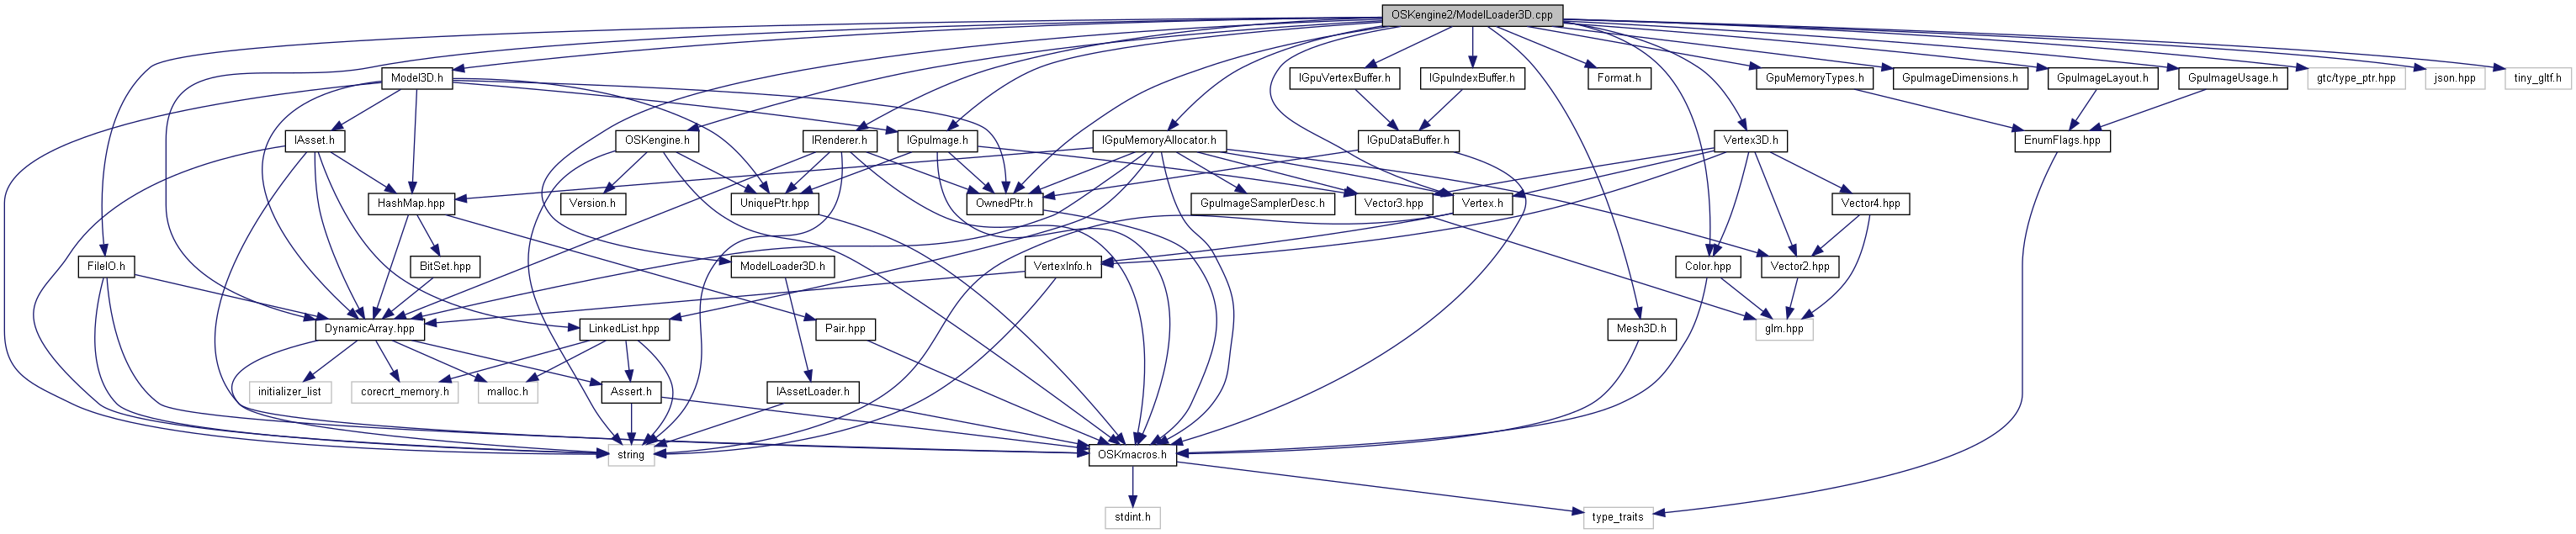 OSKengine2/ModelLoader3D.cpp
Model3D.h
IGpuVertexBuffer.h
IGpuIndexBuffer.h
Format.h
GpuMemoryTypes.h
GpuImageDimensions.h
GpuImageLayout.h
GpuImageUsage.h
gtc/type_ptr.hpp
json.hpp
tiny_gltf.h
IAsset.h
OSKengine.h
IRenderer.h
IGpuImage.h
IGpuMemoryAllocator.h
IGpuDataBuffer.h
Vertex3D.h
EnumFlags.hpp
HashMap.hpp
Version.h
UniquePtr.hpp
OwnedPtr.h
GpuImageSamplerDesc.h
Vector3.hpp
Vertex.h
Vector4.hpp
FileIO.h
BitSet.hpp
ModelLoader3D.h
VertexInfo.h
Color.hpp
Vector2.hpp
DynamicArray.hpp
LinkedList.hpp
Pair.hpp
Mesh3D.h
glm.hpp
initializer_list
corecrt_memory.h
malloc.h
Assert.h
IAssetLoader.h
string
OSKmacros.h
stdint.h
type_traits